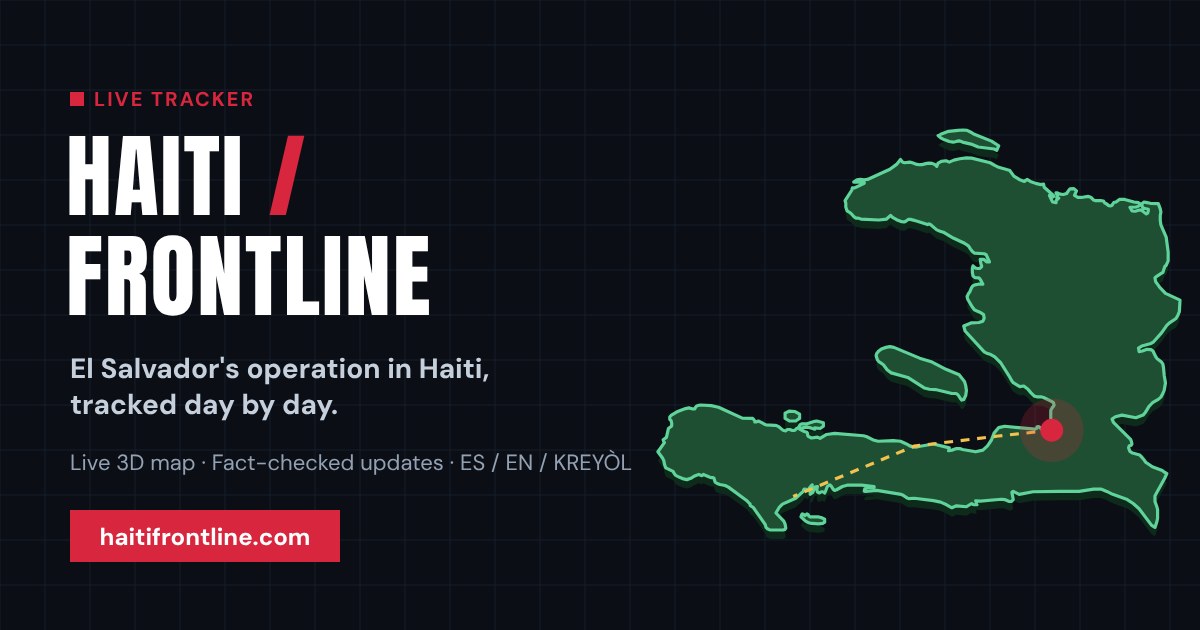 LIVE TRACKER
HAITI /
FRONTLINE
El Salvador's operation in Haiti,
tracked day by day.
Live 3D map · Fact-checked updates · ES / EN / KREYÒL
haitifrontline.com